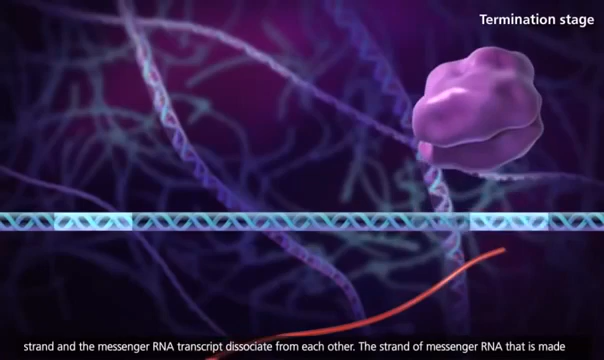 Termination stage
strand and the messenger RNA transcript dissociate from each other. The strand of messenger RNA that is made